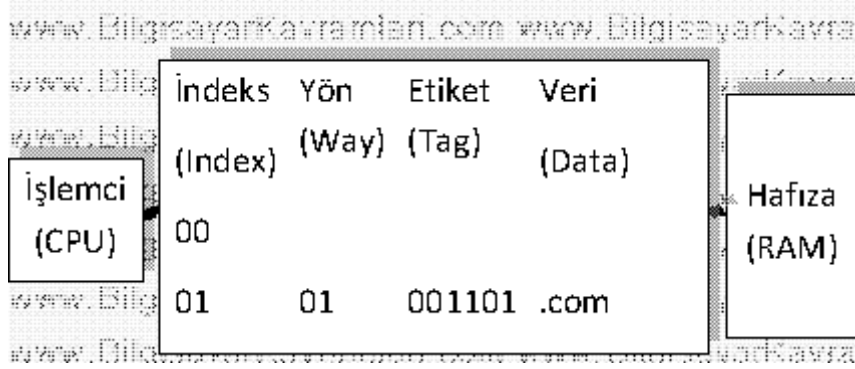 www.BilgisayarKavramlari.com www.BilgisayarKavra
İşlemci
(CPU)
İndeks Yön Etiket Veri
(Index) (Way) (Tag) (Data)
00
01 01 001101 .com
Hafıza
(RAM)